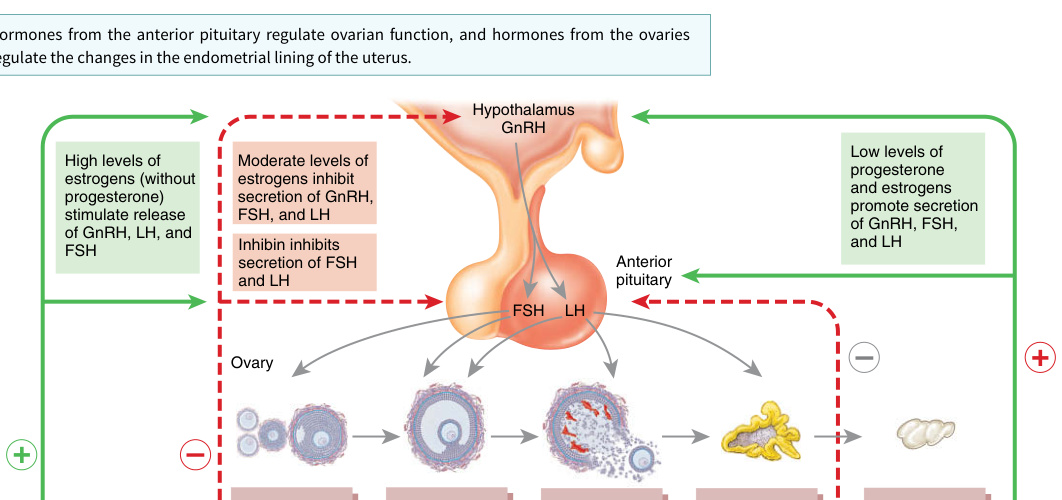 ormones from the anterior pituitary regulate ovarian function, and hormones from the ovaries
egulate the changes in the endometrial lining of the uterus.
Hypothalamus
GnRH
High levels of
estrogens (without
progesterone)
stimulate release
of GnRH, LH, and
FSH
Moderate levels of
estrogens inhibit
secretion of GnRH,
FSH, and LH
Inhibin inhibits
secretion of FSH
and LH
Low levels of
progesterone
and estrogens
promote secretion
of GnRH, FSH,
and LH
Anterior
pituitary
FSH LH
Ovary
−
+
+
−